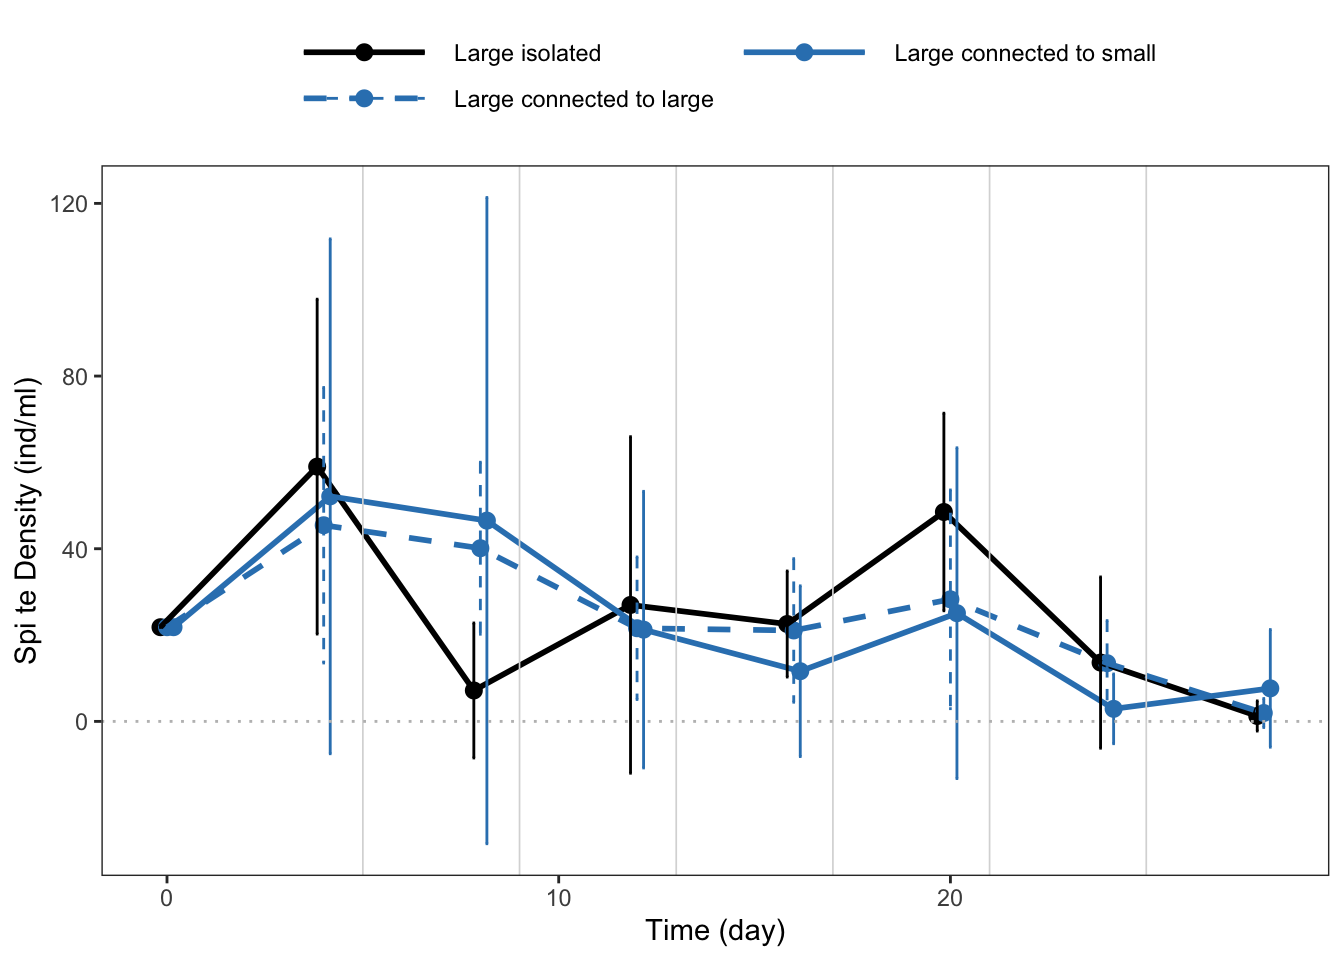 Large isolated
Large connected to small
Large connected to large
120
80
40
0
Spi te Density (ind/ml)
0
10
20
Time (day)